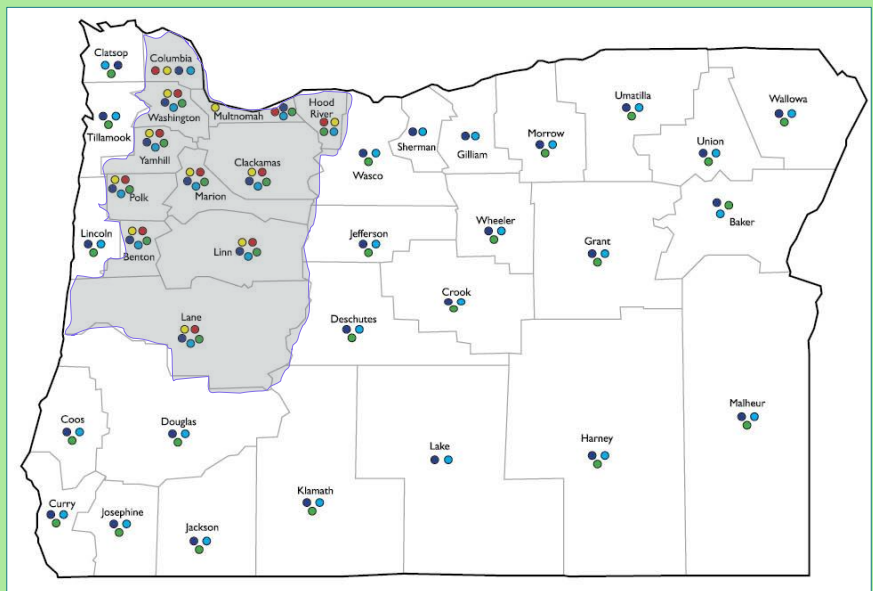 Clatsop
Columbia
Washington
Multnomah
Hood
River
Tillamook
Yamhill
Clackamas
Polk
Marion
Lincoln
Benton
Linn
Lane
Wasco
Sherman
Gilliam
Morrow
Umatilla
Wallowa
Union
Baker
Jefferson
Wheeler
Grant
Crook
Deschutes
Coos
Douglas
Lake
Harney
Malheur
Curry
Josephine
Jackson
Klamath